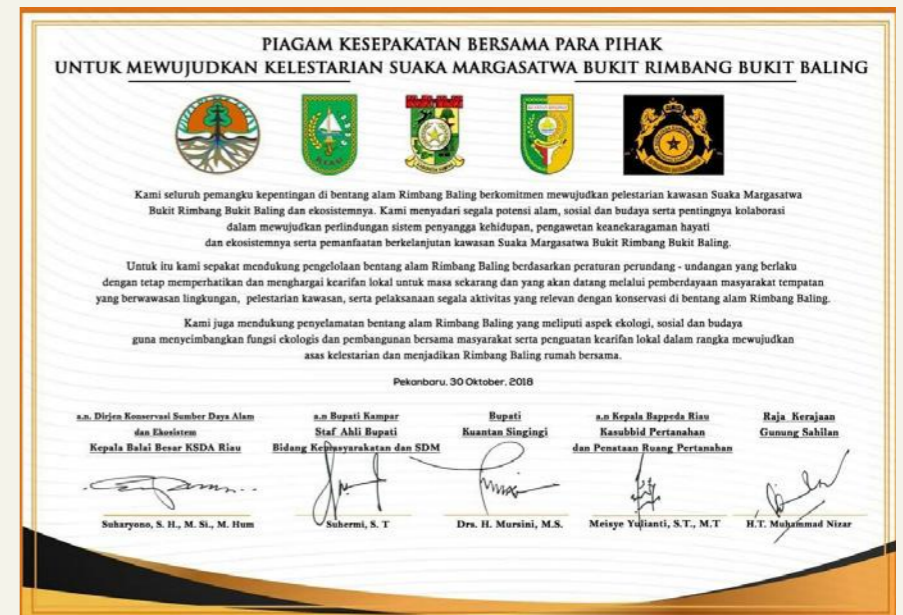 PIAGAM KESEPAKATAN BERSAMA PARA PIHAK
UNTUK MEWUJUDKAN KELESTARIAN SUAKA MARGASATWA BUKIT RIMBANG BUKIT BALING
RIAU
Kami seluruh pemangku kepentingan di bentang alam Rimbang Baling berkomitmen mewujudkan pelestarian kawasan Suaka Margasatwa
Bukit Rimbang Bukit Baling dan ekosistemnya. Kami menyadari segala potensi alam, sosial dan budaya serta pentingnya kolaborasi
dalam mewujudkan perlindungan sistem penyangga kehidupan, pengawetan keanekaragaman hayati
dan ekosistemnya serta pemanfaatan berkelanjutan kawasan Suaka Margasatwa Bukit Rimbang Bukit Baling.
Untuk itu kami sepakat mendukung pengelolaan bentang alam Rimbang Baling berdasarkan peraturan perundang - undangan yang berlaku
dengan tetap memperhatikan dan menghargai kearifan lokal untuk masa sekarang dan yang akan datang melalui pemberdayaan masyarakat tempatan
yang berwawasan lingkungan, pelestarian kawasan, serta pelaksanaan segala aktivitas yang relevan dengan konservasi di bentang alam Rimbang Baling.
Kami juga mendukung penyelamatan bentang alam Rimbang Baling yang meliputi aspek ekologi, sosial dan budaya
guna menyeimbangkan fungsi ekologis dan pembangunan bersama masyarakat serta penguatan kearifan lokal dalam rangka mewujudkan
asas kelestarian dan menjadikan Rimbang Baling rumah bersama.
Pekanbaru, 30 Oktober, 2018
a.n. Dirjen Konservasi Sumber Daya Alam
dan Ekosistem
Kepala Balai Besar KSDA Riau
a.n Bupati Kampar
Staf Ahli Bupati
Bidang Kemasyarakatan dan SDM
Bupati
Kuantan Singingi
a.n Kepala Bappeda Riau
Kasubbid Pertanahan
dan Penataan Ruang Pertanahan
Raja Kerajaan
Gunung Sahilan
Suharyono, S. H., M. Si., M. Hum
Suhermi, S. T
Drs. H. Mursini, M.S.
Meisye Yulianti, S.T., M.T
H.T. Muhammad Nizar